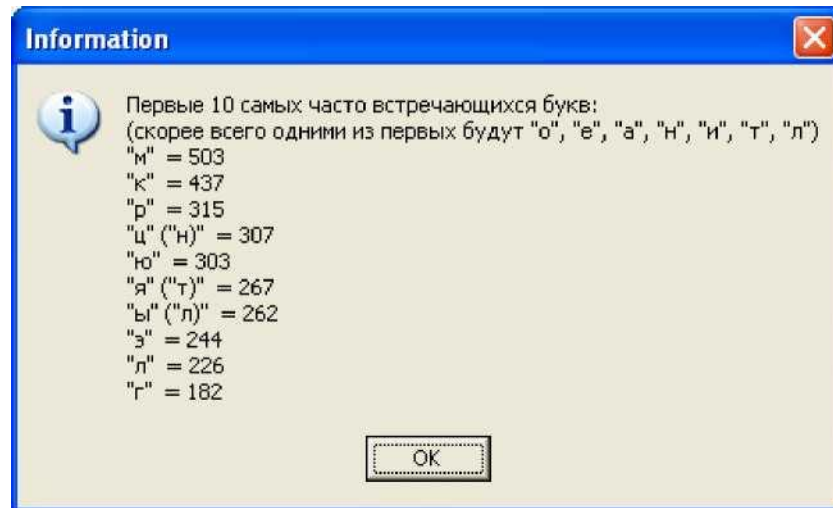 Information
Первые 10 самых часто встречающихся букв:
(скорее всего одними из первых будут "о", "е", "а", "н", "и", "т", "л")
"м" = 503
"к" = 437
"р" = 315
"ц" ("н)" = 307
"ю" = 303
"я" ("т)" = 267
"ы" ("л)" = 262
"э" = 244
"л" = 226
"г" = 182
OK